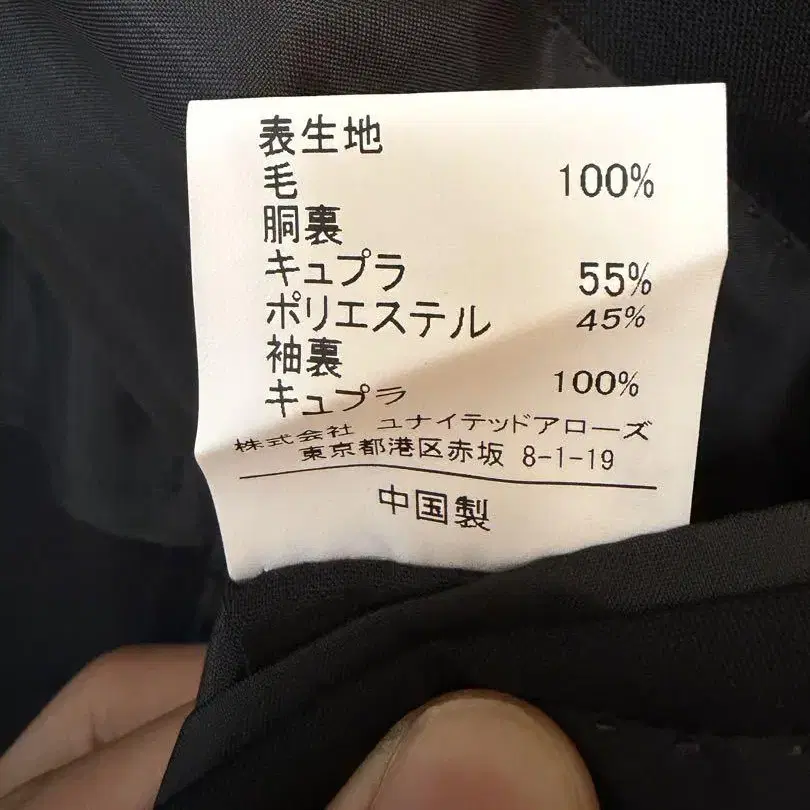 表生地
毛 100%
胴裏
キュプラ 55%
ポリエステル 45%
袖裏
キュプラ 100%
株式会社 ユナイテッドアローズ
東京都港区赤坂 8-1-19
中国製